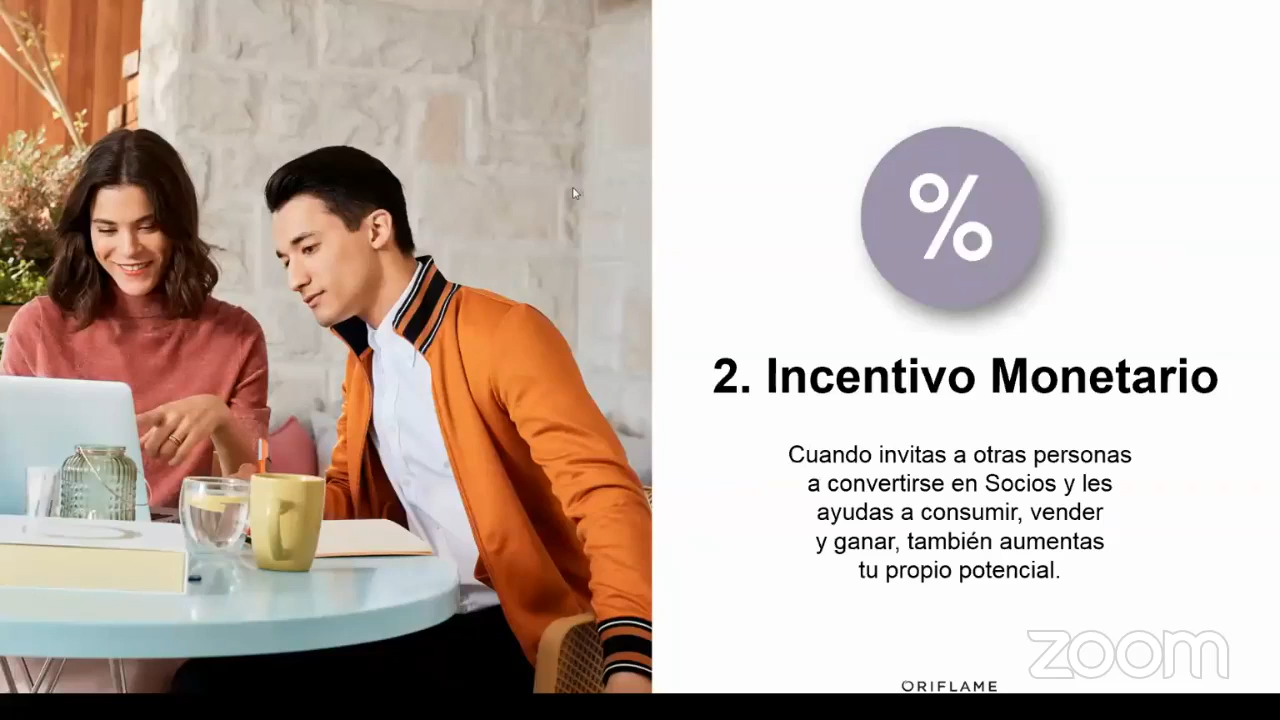 %
2. Incentivo Monetario
Cuando invitas a otras personas
a convertirse en Socios y les
ayudas a consumir, vender
y ganar, también aumentas
tu propio potencial.
zoom
ORIFLAME